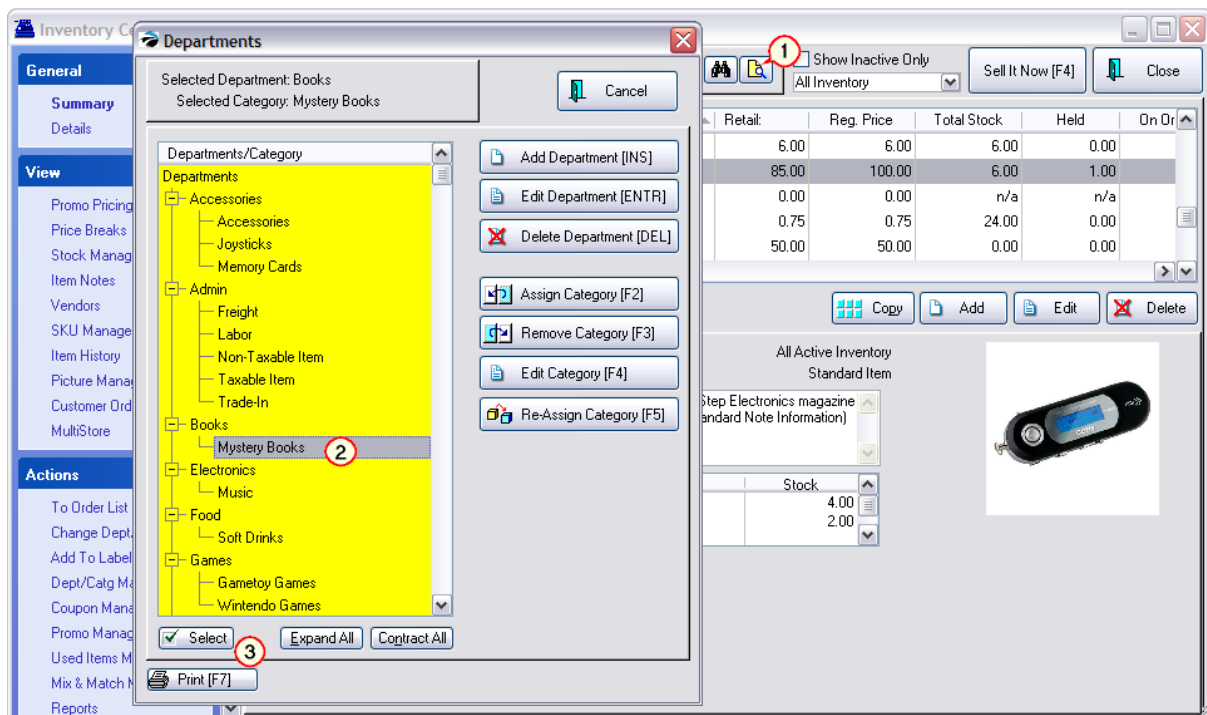 Inventory Ce
General
Summary
Details
View
Promo Pricing
Price Breaks
Stock Manag
Item Notes
Vendors
SKU Manage
Item History
Picture Mana
Customer Ord
MultiStore
Actions
To Order List
Change Dept.
Add To Label
Dept/Catg Ma
Coupon Mana
Promo Manag
Used Items M
Mix & Match M
Reports
Departments
Selected Department: Books
Selected Category: Mystery Books
Cancel
Departments/Category
Departments
Accessories
Accessories
Joysticks
Memory Cards
Admin
Freight
Labor
Non-Taxable Item
Taxable Item
Trade-In
Books
Mystery Books 2
Electronics
Music
Food
Soft Drinks
Games
Gametoy Games
Wintendo Games
Add Department [INS]
Edit Department [ENTR]
Delete Department [DEL]
Assign Category [F2]
Remove Category [F3]
Edit Category [F4]
Re-Assign Category [F5]
Select 3 Expand All Contract All
Print [F7]
1 Show Inactive Only
All Inventory
Sell It Now [F4]
Close
Retail: Reg. Price Total Stock Held On Or
6.00 6.00 6.00 0.00
85.00 100.00 6.00 1.00
0.00 0.00 n/a n/a
0.75 0.75 24.00 0.00
50.00 50.00 0.00 0.00
Copy Add Edit Delete
All Active Inventory
Standard Item
Step Electronics magazine
andard Note Information)
Stock
4.00
2.00